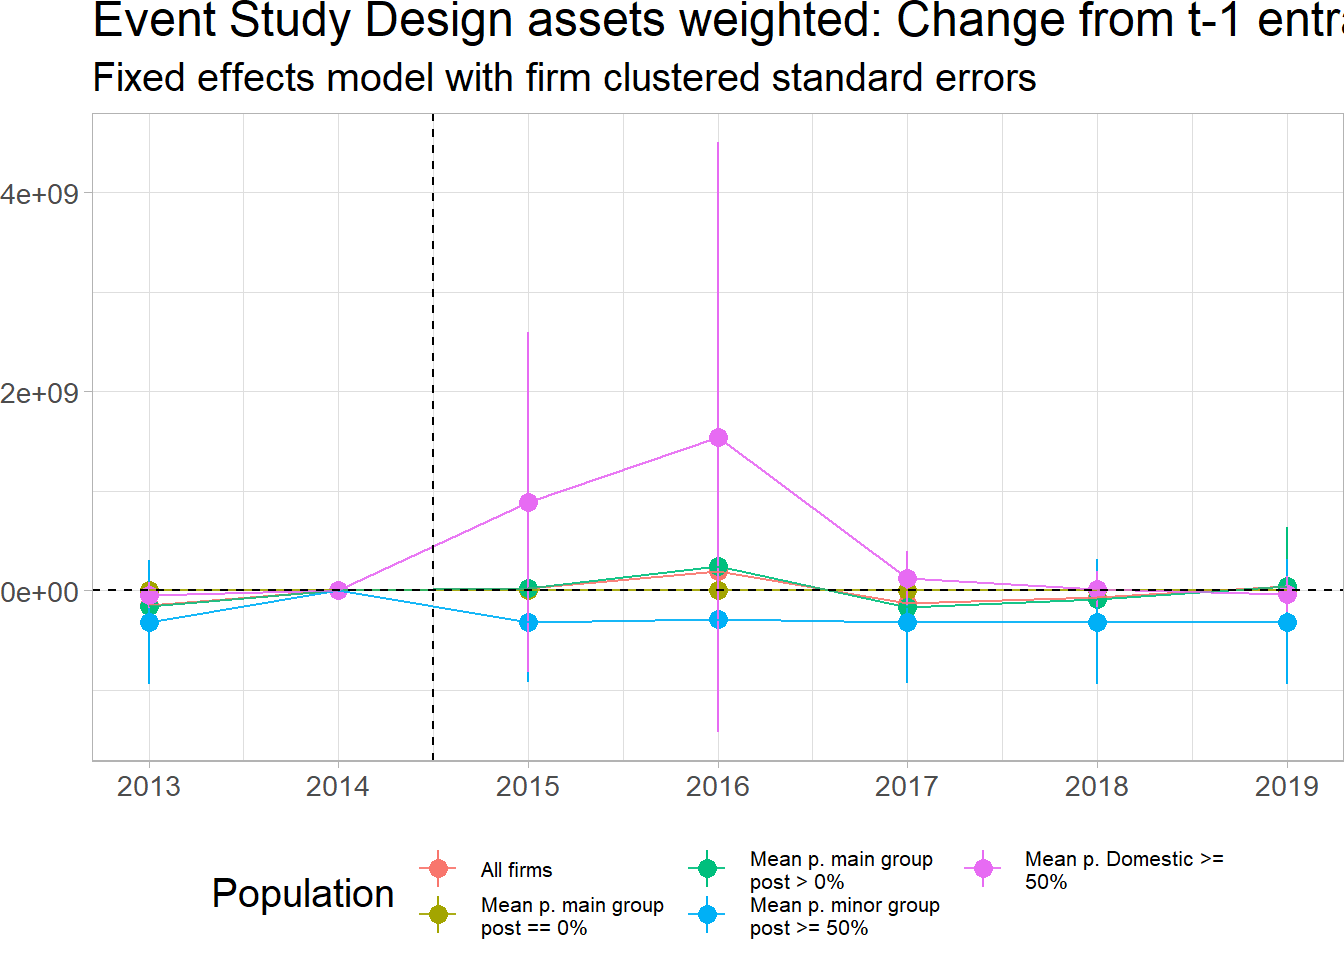 Event Study Design assets weighted: Change from t-1 entra
Fixed effects model with firm clustered standard errors
4e+09
2e+09
0e+00
2013 2014 2015 2016 2017 2018 2019
Population
All firms
Mean p. main group
post == 0%
Mean p. main group
post > 0%
Mean p. minor group
post >= 50%
Mean p. Domestic >=
50%